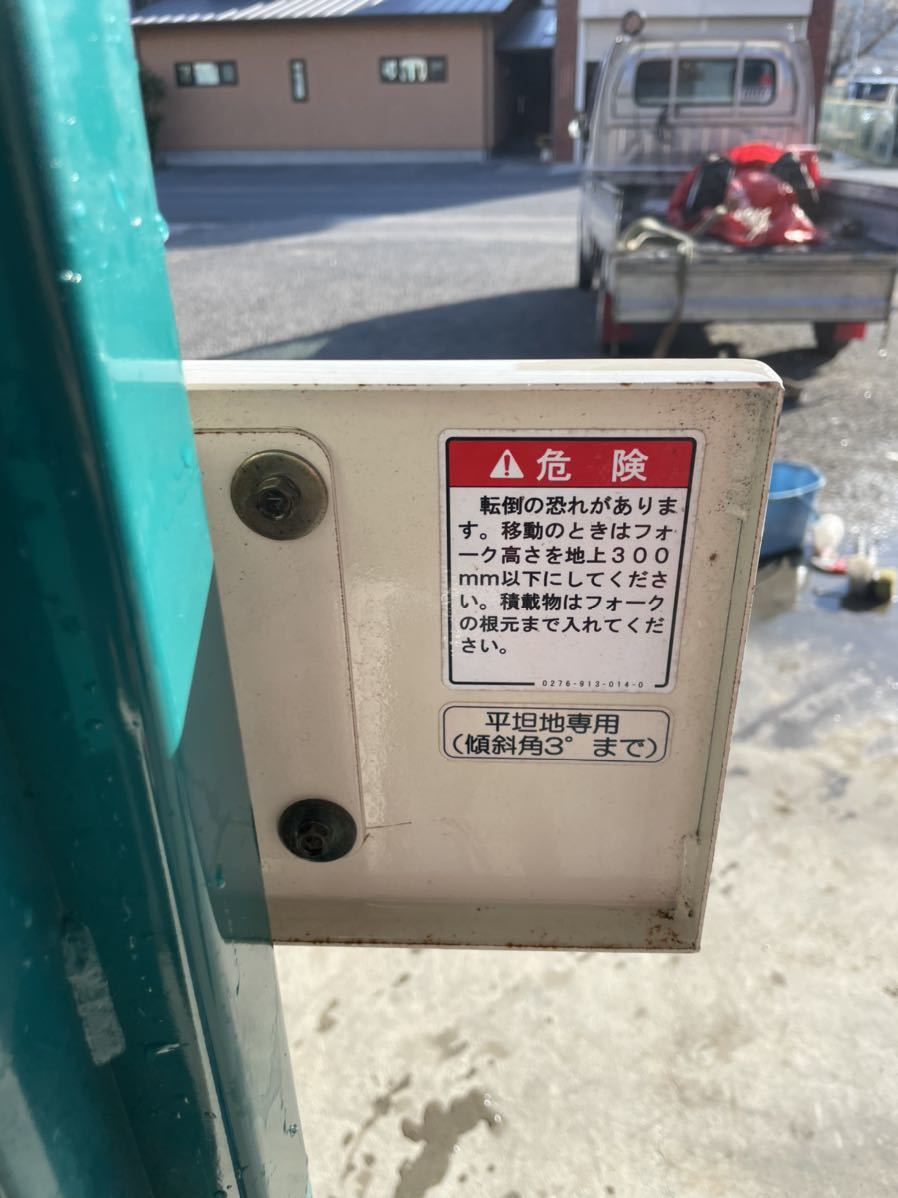 危 険
転倒の恐れがありま
す。移動のときはフォ
ーク高さを地上３００
mm以下にしてくださ
い。積載物はフォーク
の根元まで入れてくだ
さい。
0276-913-014-0
平坦地専用
(傾斜角3°まで)